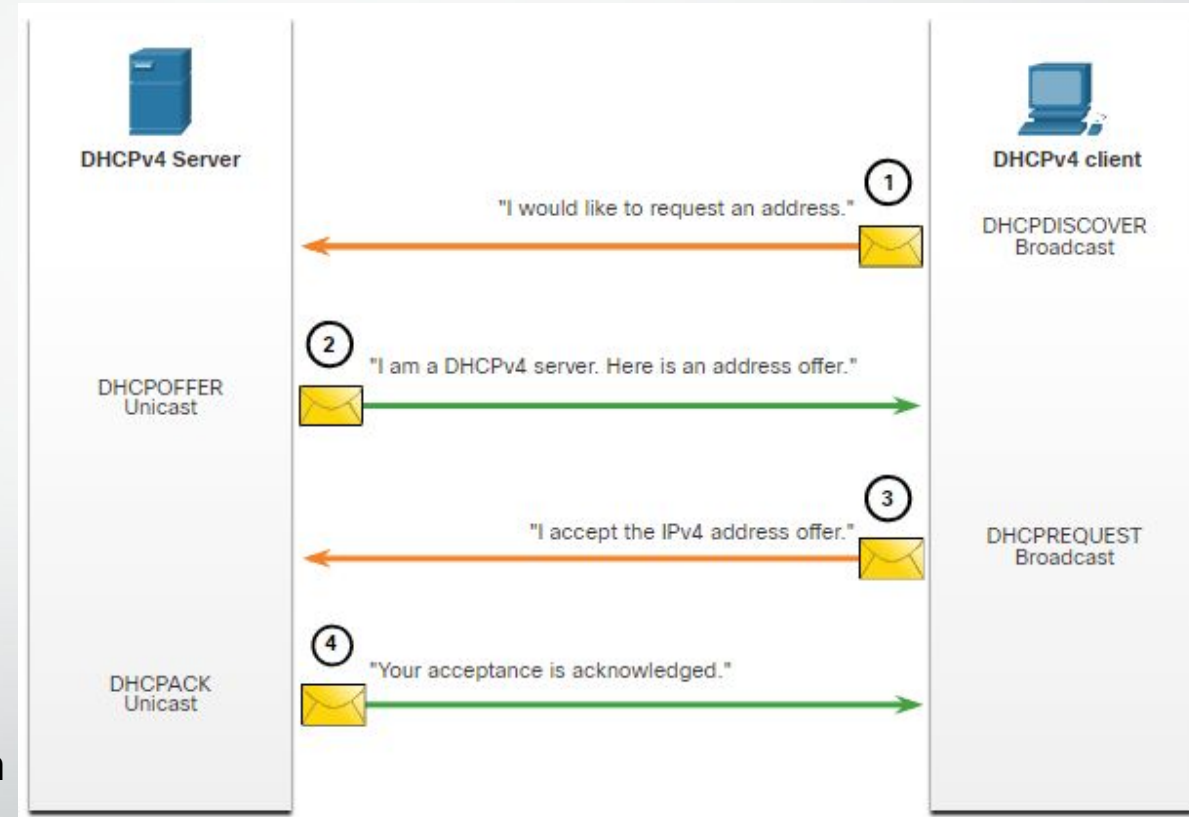 DHCPv4 Server
DHCPv4 client
1
"I would like to request an address."
DHCPDISCOVER
Broadcast
2
"I am a DHCPv4 server. Here is an address offer."
DHCPOFFER
Unicast
3
"I accept the IPv4 address offer."
DHCPREQUEST
Broadcast
4
"Your acceptance is acknowledged."
DHCPACK
Unicast